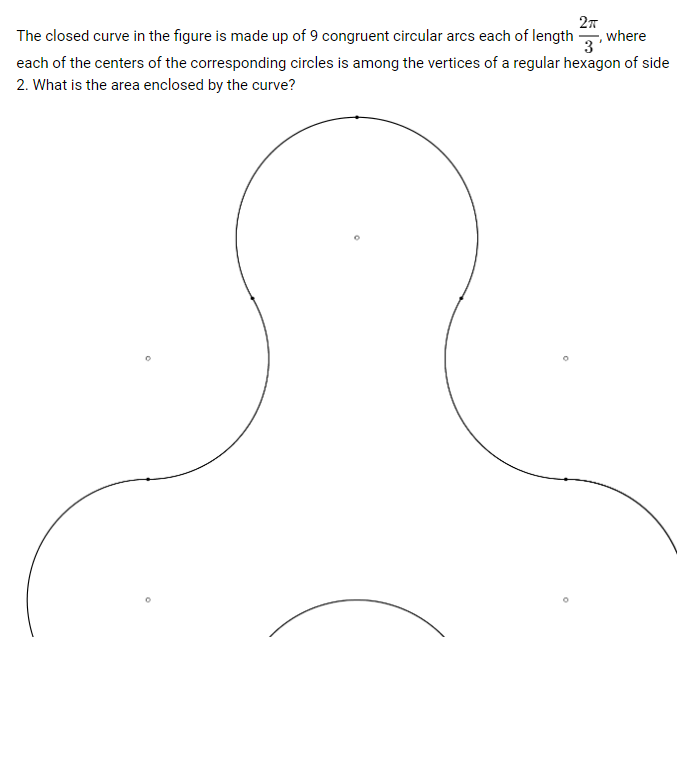 The closed curve in the figure is made up of 9 congruent circular arcs each of length $\frac{2\pi}{3}$, where
each of the centers of the corresponding circles is among the vertices of a regular hexagon of side
2. What is the area enclosed by the curve?